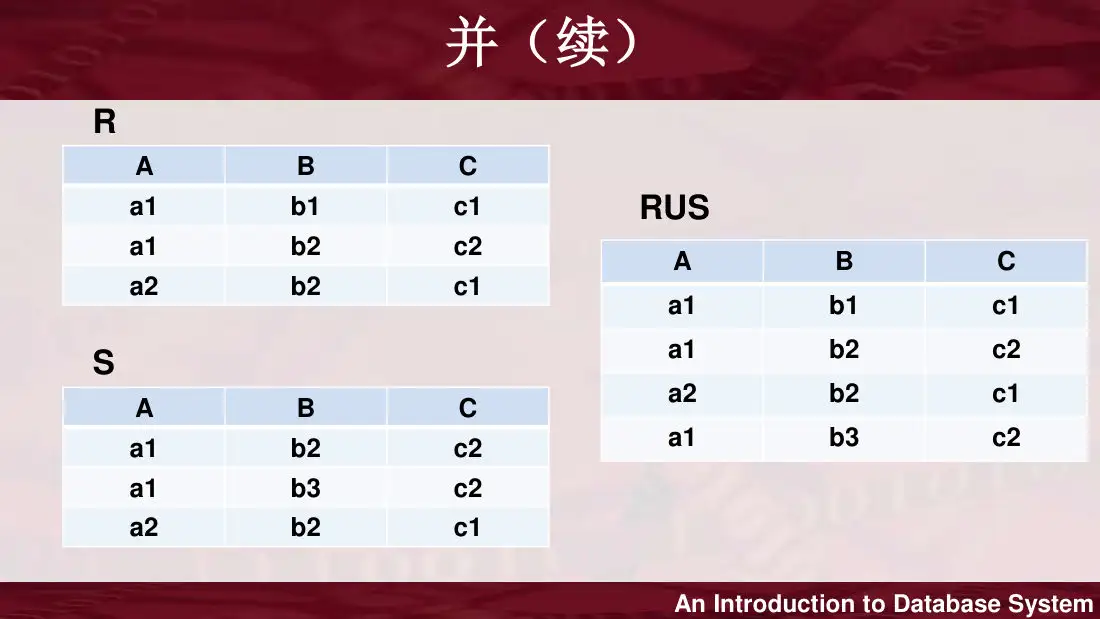 并（续）
R
A B C
a1 b1 c1
a1 b2 c2
a2 b2 c1
S
A B C
a1 b2 c2
a1 b3 c2
a2 b2 c1
RUS
A B C
a1 b1 c1
a1 b2 c2
a2 b2 c1
a1 b3 c2
An Introduction to Database System